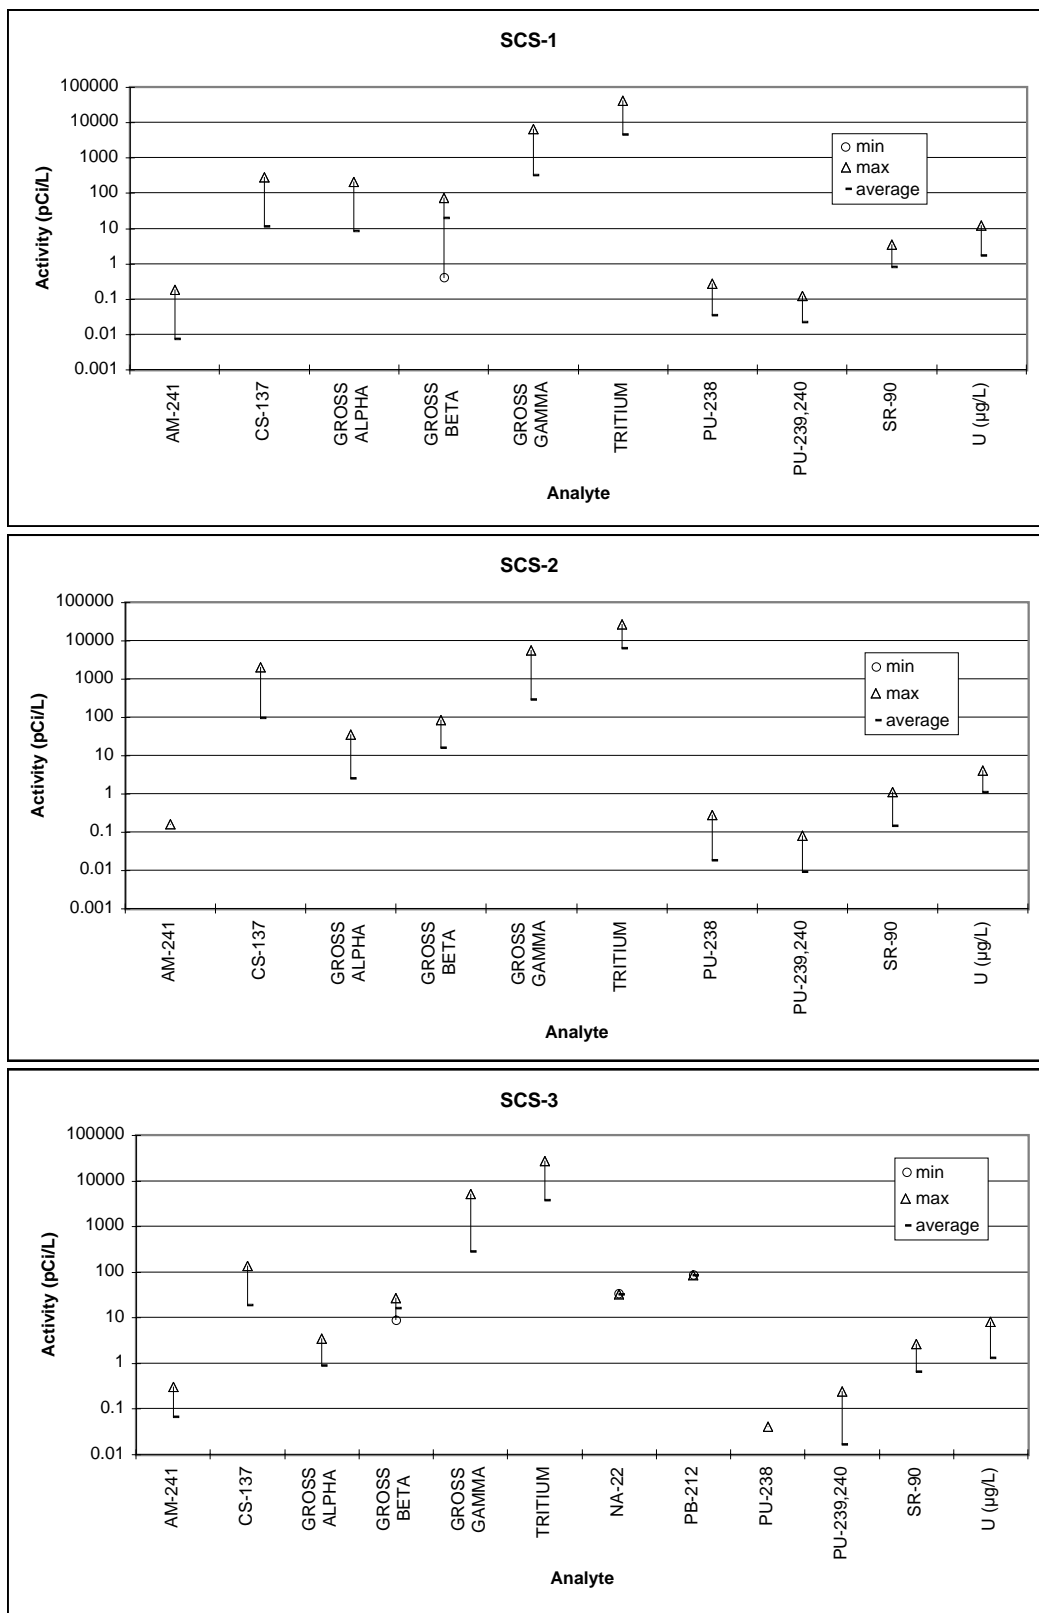 SCS-1
100000
10000
1000
100
10
1
0.1
0.01
0.001
Activity (pCi/L)
min
max
average
AM-241
CS-137
GROSS
ALPHA
GROSS
BETA
GROSS
GAMMA
TRITIUM
PU-238
PU-239,240
SR-90
U (µg/L)
Analyte
SCS-2
100000
10000
1000
100
10
1
0.1
0.01
0.001
Activity (pCi/L)
min
max
average
AM-241
CS-137
GROSS
ALPHA
GROSS
BETA
GROSS
GAMMA
TRITIUM
PU-238
PU-239,240
SR-90
U (µg/L)
Analyte
SCS-3
100000
10000
1000
100
10
1
0.1
0.01
Activity (pCi/L)
min
max
average
AM-241
CS-137
GROSS
ALPHA
GROSS
BETA
GROSS
GAMMA
TRITIUM
NA-22
PB-212
PU-238
PU-239,240
SR-90
U (µg/L)
Analyte